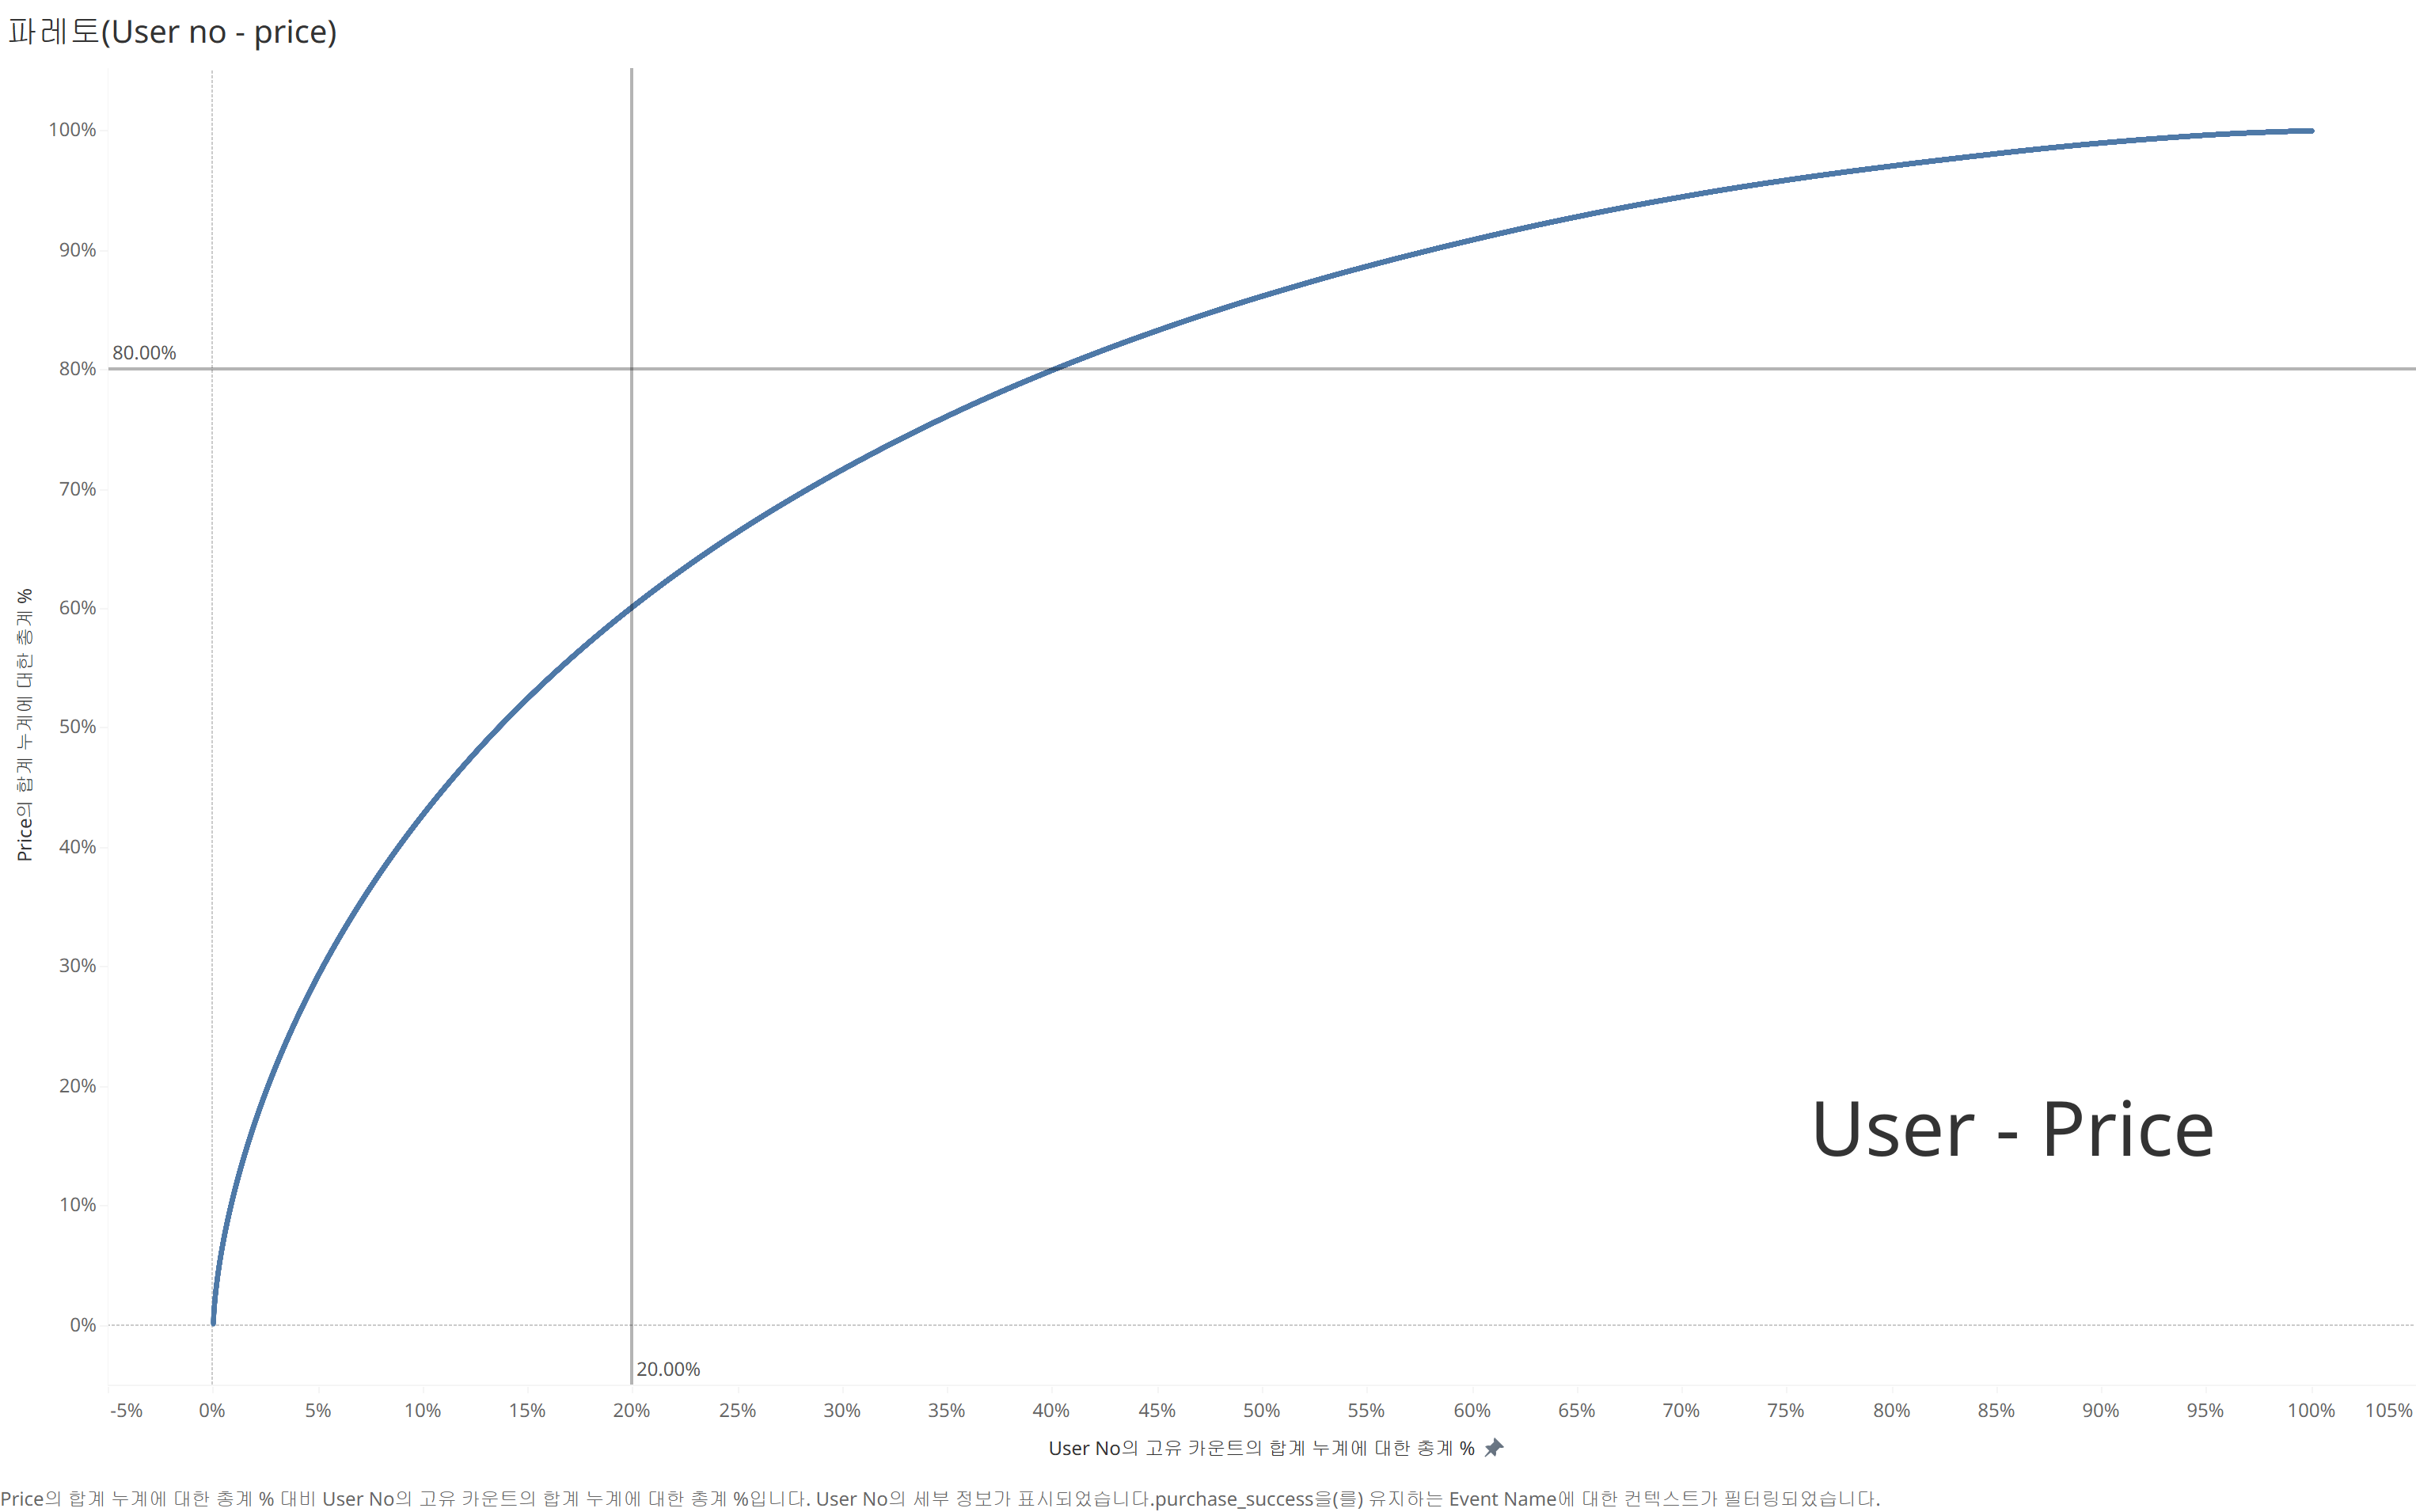 파레토(User no - price)
100%
90%
80.00%
80%
70%
60%
50%
40%
30%
20%
10%
0%
Price의 합계 누계에 대한 총계 %
User - Price
20.00%
-5% 0% 5% 10% 15% 20% 25% 30% 35% 40% 45% 50% 55% 60% 65% 70% 75% 80% 85% 90% 95% 100% 105%
User No의 고유 카운트의 합계 누계에 대한 총계 %
Price의 합계 누계에 대한 총계 % 대비 User No의 고유 카운트의 합계 누계에 대한 총계 %입니다. User No의 세부 정보가 표시되었습니다.purchase_success을(를) 유지하는 Event Name에 대한 컨텍스트가 필터링되었습니다.